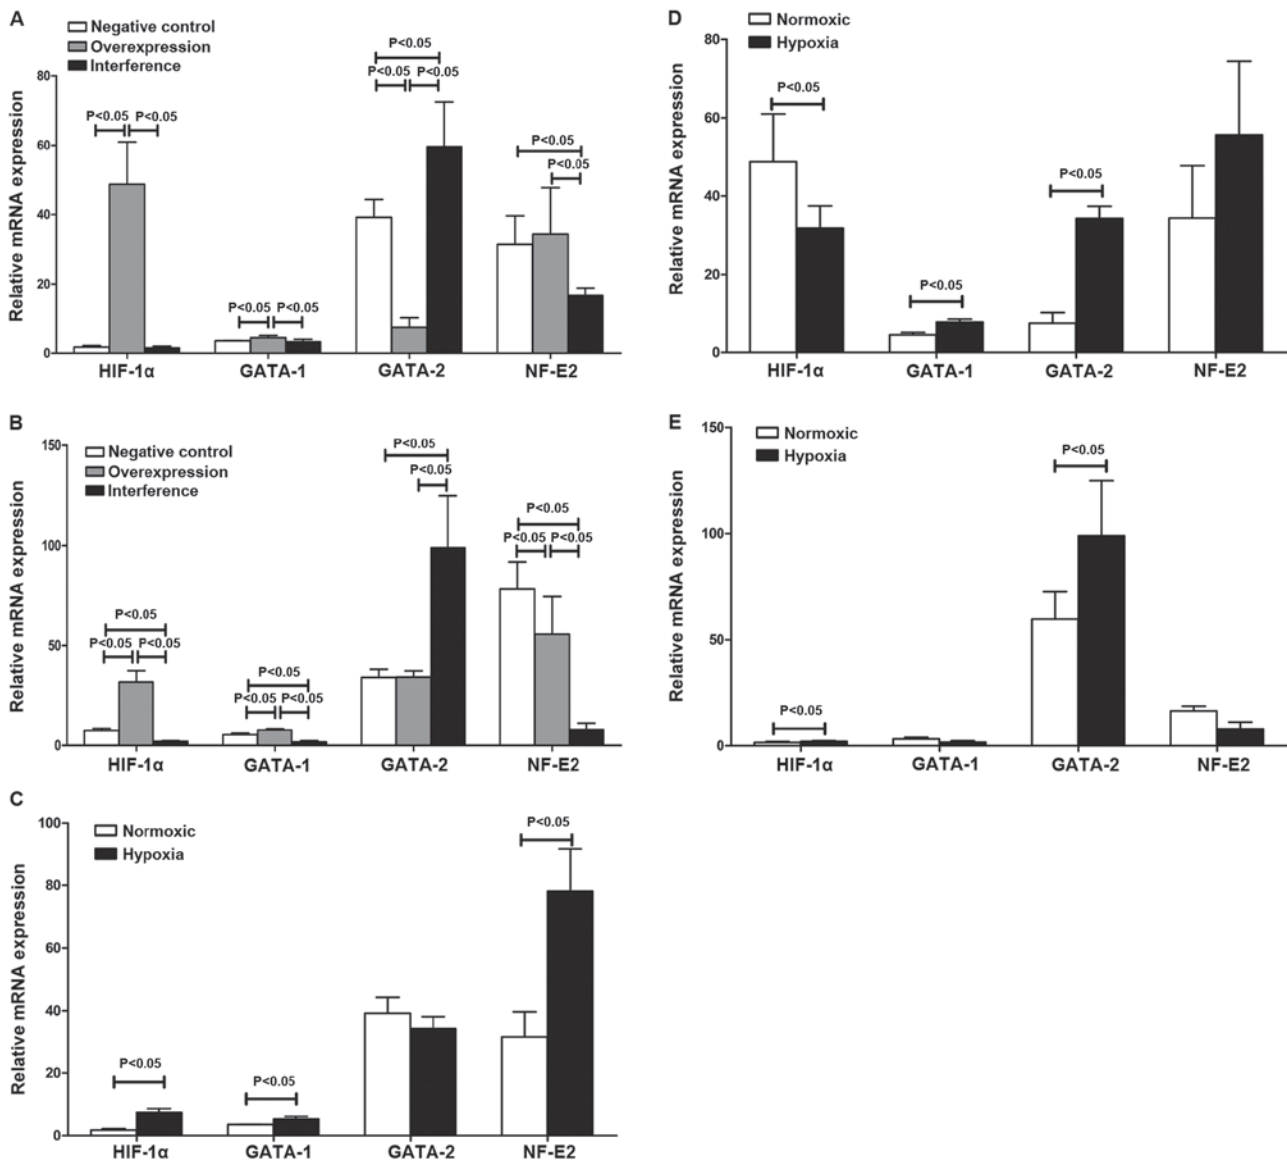 A
Negative control
Overexpression
Interference
P<0.05
P<0.05 P<0.05
P<0.05 P<0.05
P<0.05
P<0.05
P<0.05 P<0.05
Relative mRNA expression
80
60
40
20
0
HIF-1α GATA-1 GATA-2 NF-E2
B
Negative control
Overexpression
Interference
P<0.05
P<0.05
P<0.05
P<0.05 P<0.05
P<0.05
P<0.05 P<0.05
P<0.05
P<0.05 P<0.05
Relative mRNA expression
150
100
50
0
HIF-1α GATA-1 GATA-2 NF-E2
C
Normoxic
Hypoxia
P<0.05
P<0.05
P<0.05
Relative mRNA expression
100
80
60
40
20
0
HIF-1α GATA-1 GATA-2 NF-E2
D
Normoxic
Hypoxia
P<0.05
P<0.05
P<0.05
Relative mRNA expression
80
60
40
20
0
HIF-1α GATA-1 GATA-2 NF-E2
E
Normoxic
Hypoxia
P<0.05
P<0.05
Relative mRNA expression
150
100
50
0
HIF-1α GATA-1 GATA-2 NF-E2